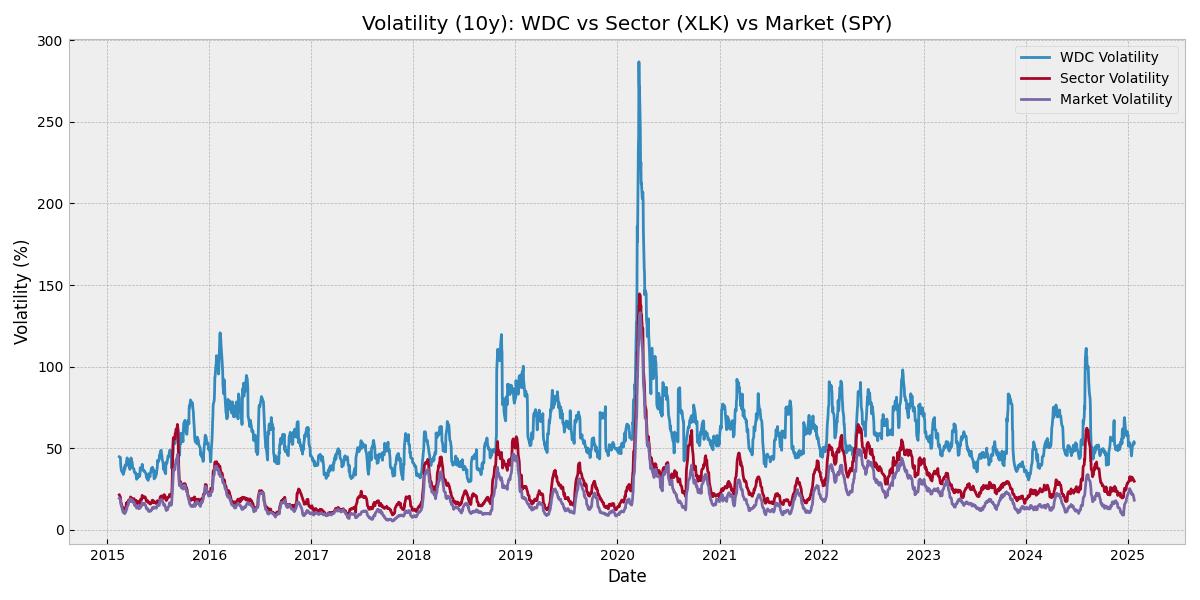 Volatility (10y): WDC vs Sector (XLK) vs Market (SPY)
300
250
200
150
100
50
0
Volatility (%)
WDC Volatility
Sector Volatility
Market Volatility
2015 2016 2017 2018 2019 2020 2021 2022 2023 2024 2025
Date